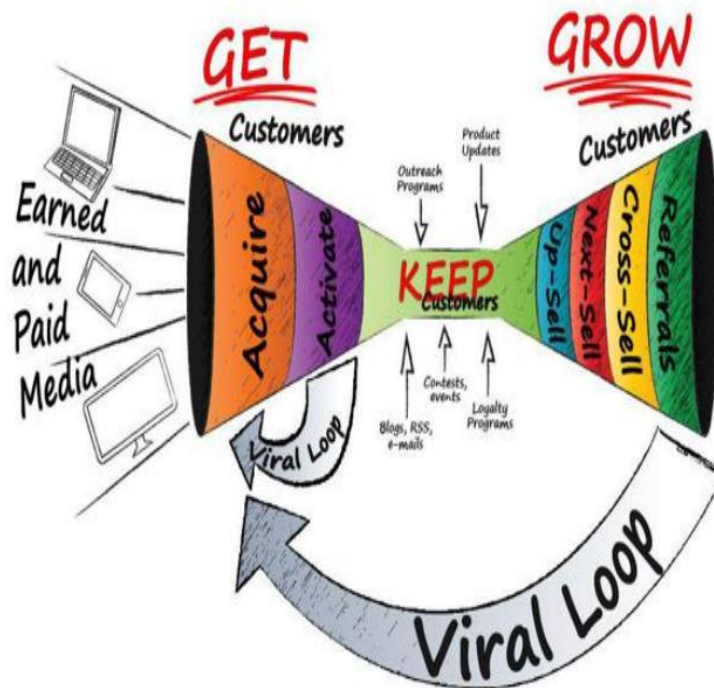 GET
Customers
GROW
Customers
Earned
and
Paid
Media
Acquire
Activate
Outreach
Programs
Product
Updates
KEEP
Customers
Blogs, RSS,
e-mails
Contests,
events
Loyalty
Programs
Up-Sell
Next-Sell
Cross-Sell
Referrals
Viral Loop
Viral Loop